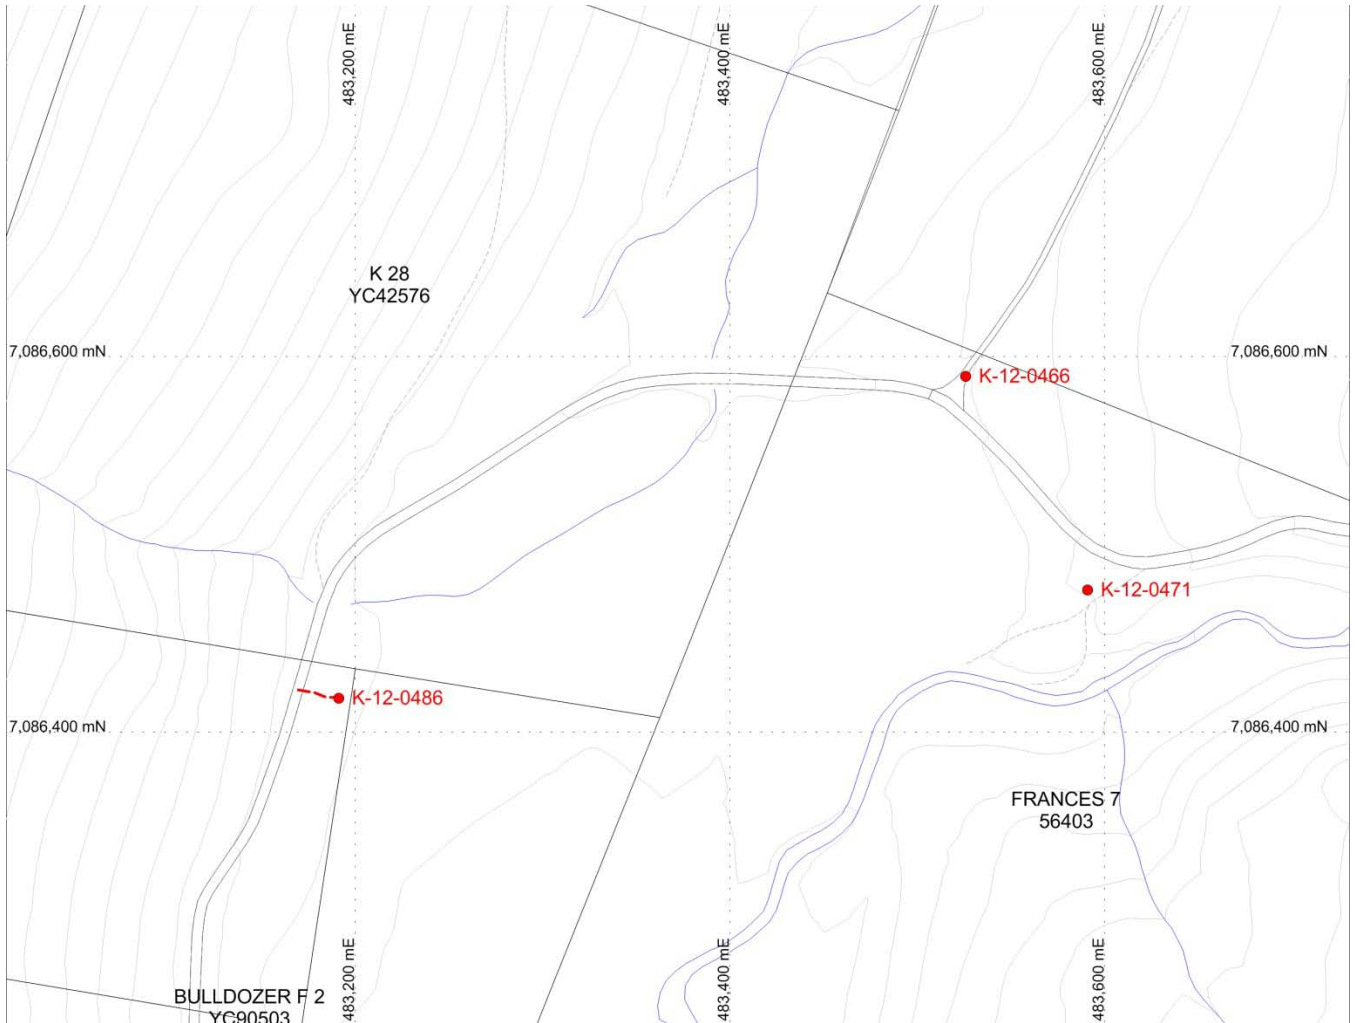 483,200 mE
483,400 mE
483,600 mE
K 28
YC42576
7,086,600 mN
7,086,600 mN
K-12-0466
K-12-0471
K-12-0486
7,086,400 mN
7,086,400 mN
FRANCES 7
56403
483,200 mE
483,400 mE
483,600 mE
BULLDOZER F 2
YC90503